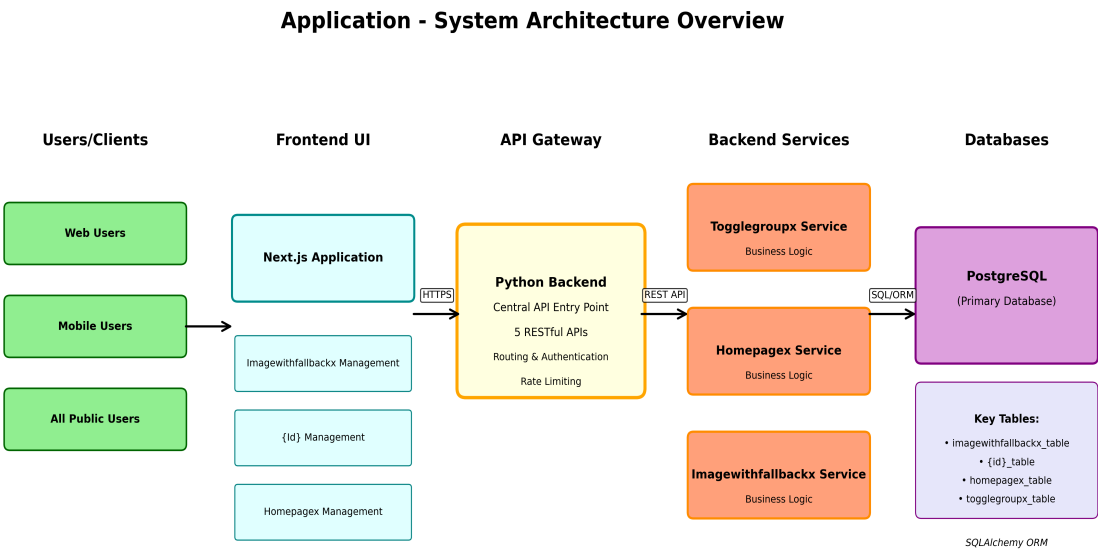 Application - System Architecture Overview
Users/Clients
Frontend UI
API Gateway
Backend Services
Databases
Web Users
Mobile Users
All Public Users
Next.js Application
Imagewithfallbackx Management
{Id} Management
Homepagex Management
HTTPS
Python Backend
Central API Entry Point
5 RESTful APIs
Routing & Authentication
Rate Limiting
REST API
Togglegroupx Service
Business Logic
Homepagex Service
Business Logic
Imagewithfallbackx Service
Business Logic
SQL/ORM
PostgreSQL
(Primary Database)
Key Tables:
• imagewithfallbackx_table
• {id}_table
• homepagex_table
• togglegroupx_table
SQLAlchemy ORM